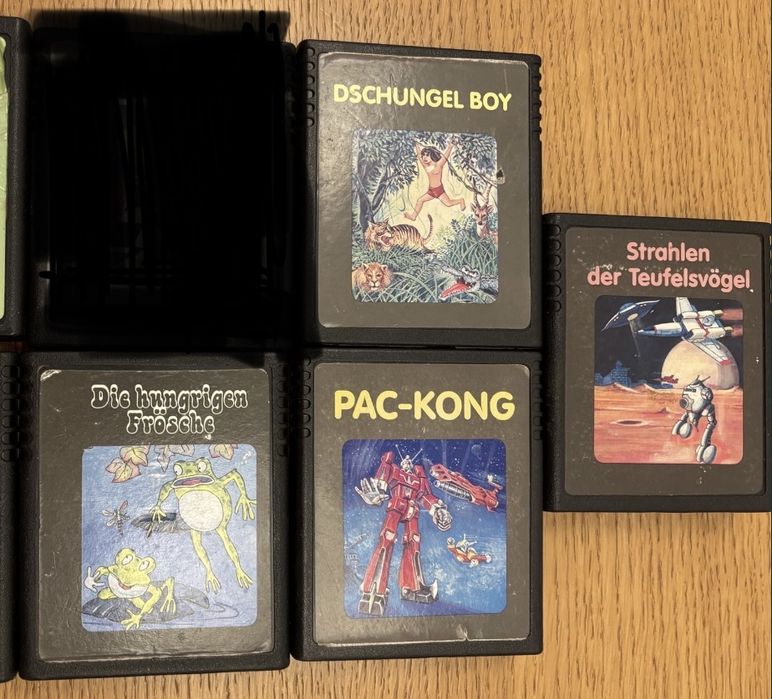 DSCHUNGEL BOY
Strahlen
der Teufelsvögel
Die hungrigen
Frösche
PAC-KONG